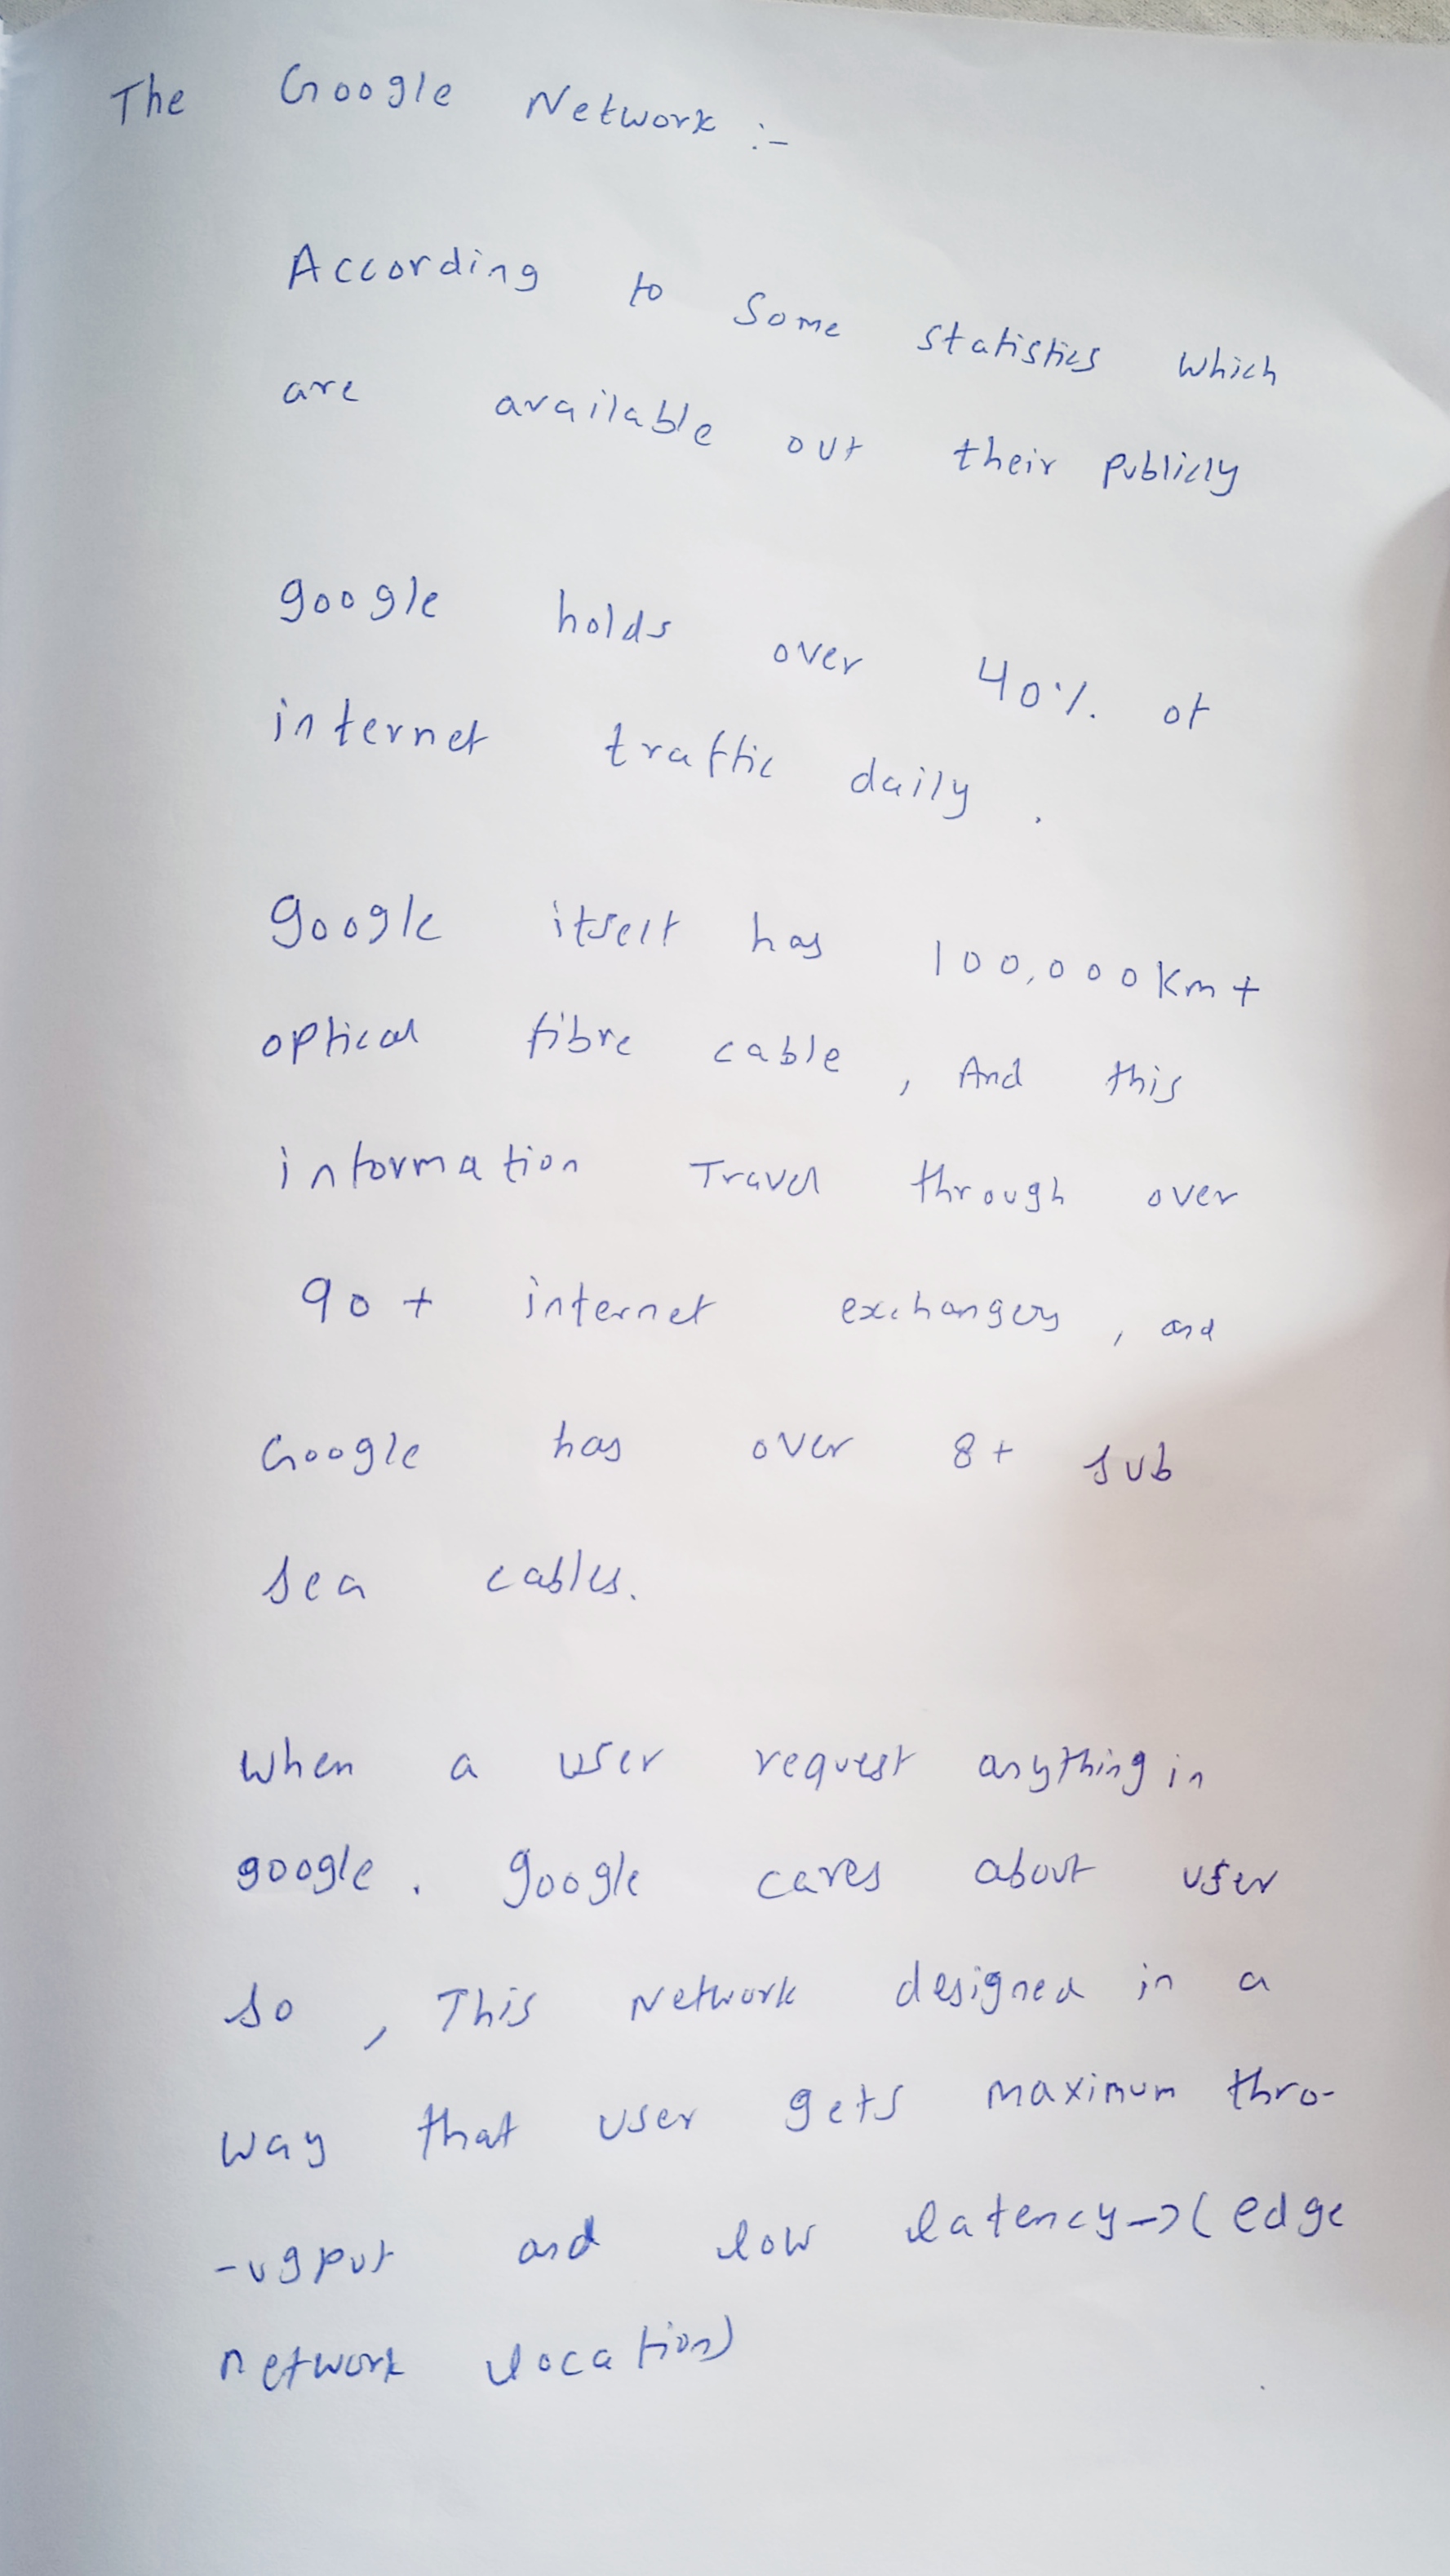 The Google Network :-
According to Some statistics which
are available out their publicly
google holds over 40% of
internet traffic daily .
google itself has 100,000 km +
optical fibre cable , And this
information Travel through over
90 + internet exchanges , and
Google has over 8+ sub
sea cables.
When a user request anything in
google . google cares about user
so , This Network designed in a
way that user gets maximum thro-
-ugput and low latency->(edge
network location)